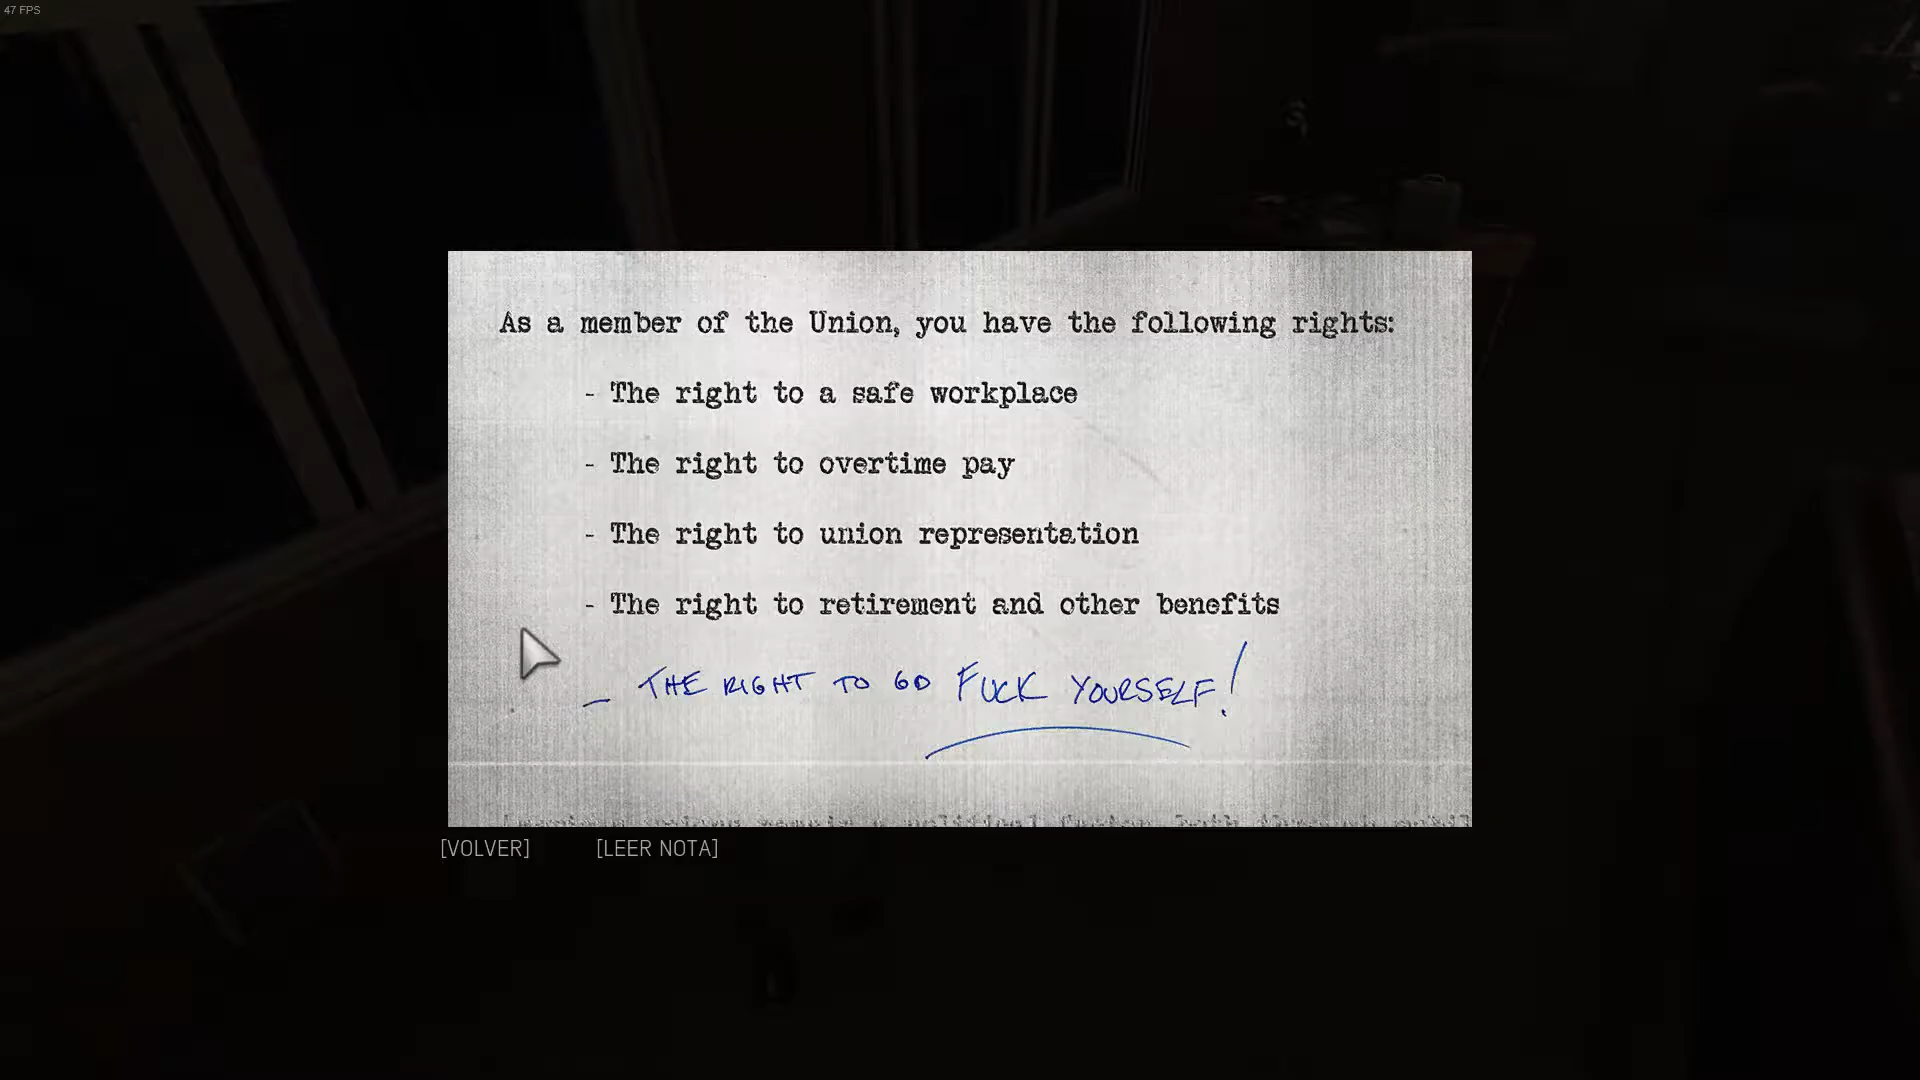 47 FPS
As a member of the Union, you have the following rights:
- The right to a safe workplace
- The right to overtime pay
- The right to union representation
- The right to retirement and other benefits
- THE RIGHT TO GO FUCK YOURSELF!
[VOLVER] [LEER NOTA]